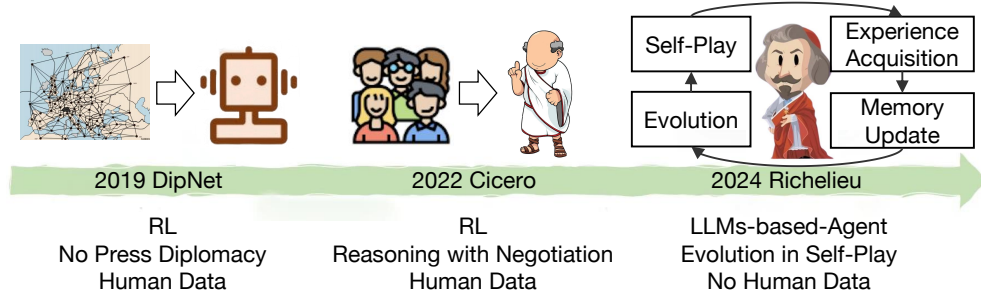 Self-Play
Experience
Acquisition
Evolution
Memory
Update
2019 DipNet
2022 Cicero
2024 Richelieu
RL
No Press Diplomacy
Human Data
RL
Reasoning with Negotiation
Human Data
LLMs-based-Agent
Evolution in Self-Play
No Human Data